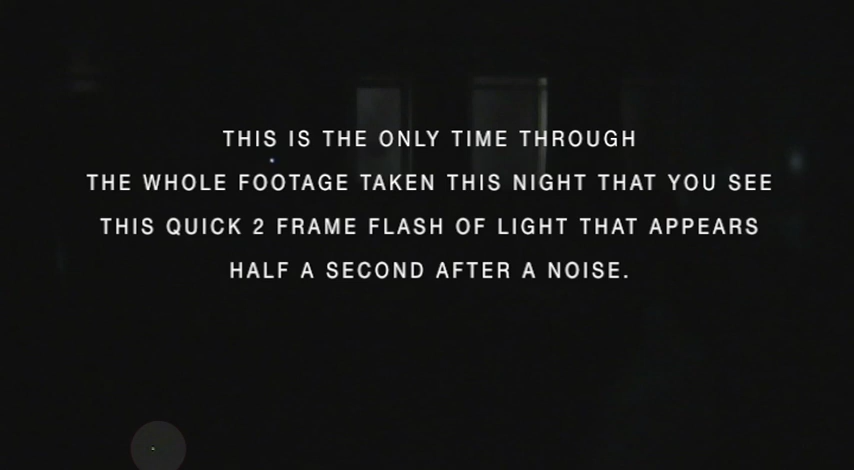 THIS IS THE ONLY TIME THROUGH
THE WHOLE FOOTAGE TAKEN THIS NIGHT THAT YOU SEE
THIS QUICK 2 FRAME FLASH OF LIGHT THAT APPEARS
HALF A SECOND AFTER A NOISE.